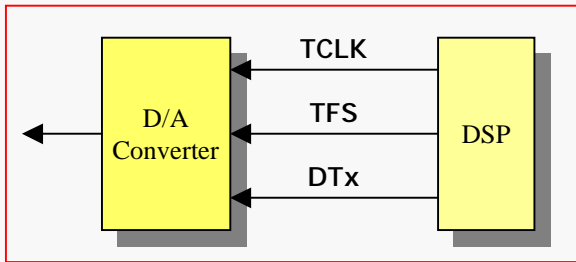 TCLK
D/A
Converter
TFS
DSP
DTx